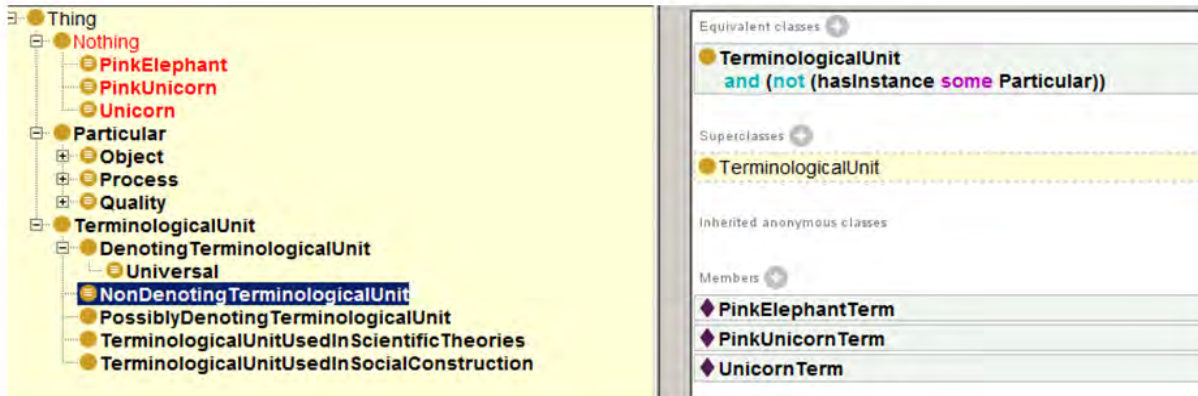 Thing
Nothing
PinkElephant
PinkUnicorn
Unicorn
Particular
Object
Process
Quality
TerminologicalUnit
DenotingTerminologicalUnit
Universal
NonDenotingTerminologicalUnit
PossiblyDenotingTerminologicalUnit
TerminologicalUnitUsedInScientificTheories
TerminologicalUnitUsedInSocialConstruction
Equivalent classes
TerminologicalUnit
and (not (hasInstance some Particular))
Superclasses
TerminologicalUnit
Inherited anonymous classes
Members
PinkElephantTerm
PinkUnicornTerm
UnicornTerm